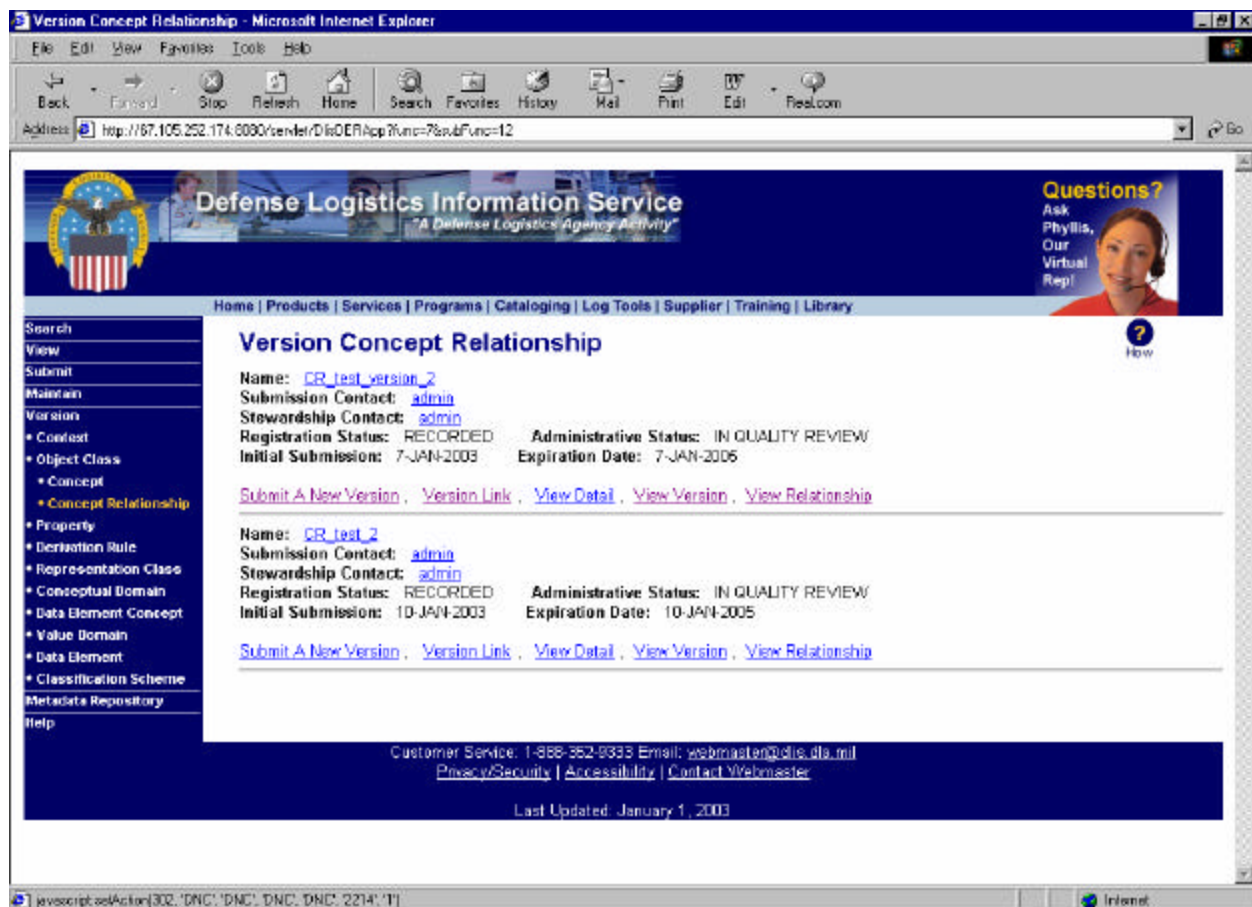 Version Concept Relationship - Microsoft Internet Explorer
File Edit View Favorites Tools Help
Back Forward Stop Refresh Home Search Favorites History Mail Print Edit Real.com
Address http://67.105.252.174:8080/servlet/DlisDERApp?func=7&subFunc=12 Go
Defense Logistics Information Service
"A Defense Logistics Agency Activity"
Questions?
Ask
Phyllis,
Our
Virtual
Rep!
Home | Products | Services | Programs | Cataloging | Log Tools | Supplier | Training | Library
Search
View
Submit
Maintain
Version
• Context
• Object Class
• Concept
• Concept Relationship
• Property
• Derivation Rule
• Representation Class
• Conceptual Domain
• Data Element Concept
• Value Domain
• Data Element
• Classification Scheme
Metadata Repository
Help
Version Concept Relationship
?
How
Name: CR_test_version_2
Submission Contact: admin
Stewardship Contact: admin
Registration Status: RECORDED Administrative Status: IN QUALITY REVIEW
Initial Submission: 7-JAN-2003 Expiration Date: 7-JAN-2005
Submit A New Version , Version Link , View Detail , View Version , View Relationship
Name: CR_test_2
Submission Contact: admin
Stewardship Contact: admin
Registration Status: RECORDED Administrative Status: IN QUALITY REVIEW
Initial Submission: 10-JAN-2003 Expiration Date: 10-JAN-2005
Submit A New Version , Version Link , View Detail , View Version , View Relationship
Customer Service: 1-888-352-9333 Email: webmaster@dlis.dla.mil
Privacy/Security | Accessibility | Contact Webmaster
Last Updated: January 1, 2003
javascript:selAction(302, 'DNC', 'DNC', 'DNC', 'DNC', '2214', '1') Internet